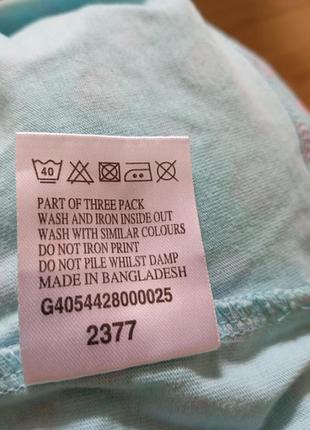 40
PART OF THREE PACK
WASH AND IRON INSIDE OUT
WASH WITH SIMILAR COLOURS
DO NOT IRON PRINT
DO NOT PILE WHILST DAMP
MADE IN BANGLADESH
G4054428000025
2377